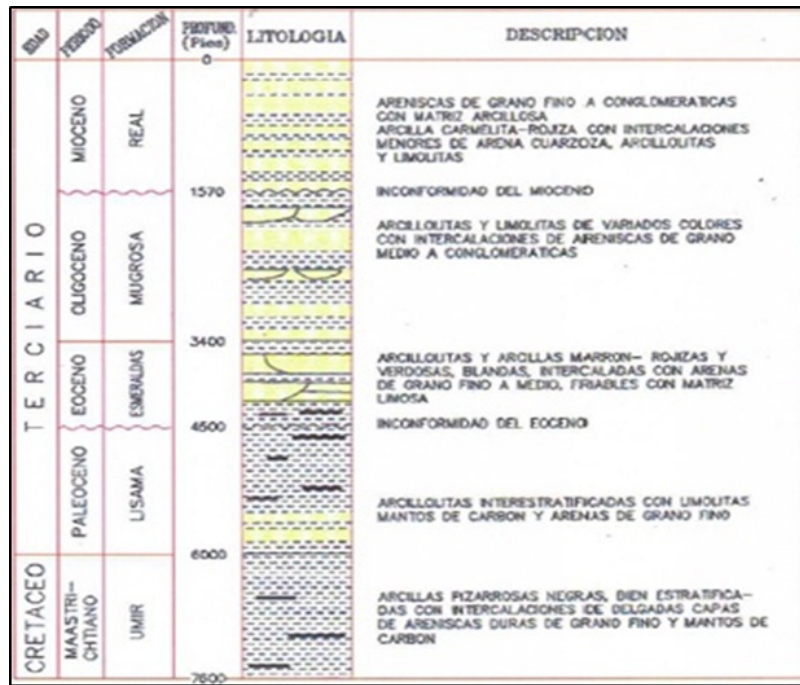 EDAD
PERIODO
FORMACION
PROFUND.
(Pies)
LITOLOGIA
DESCRIPCION
0
TERCIARIO
MIOCENO
REAL
ARENISCAS DE GRANO FINO A CONGLOMERATICAS
CON MATRIZ ARCILLOSA
ARCILLA CARMELITA-ROJIZA CON INTERCALACIONES
MENORES DE ARENA CUARZOZA, ARCILLOLITAS
Y LIMOLITAS
1570
INCONFORMIDAD DEL MIOCENO
OLIGOCENO
MUGROSA
ARCILLOLITAS Y LIMOLITAS DE VARIADOS COLORES
CON INTERCALACIONES DE AREINISCAS DE GRANO
MEDIO A CONGLOMERATICAS
3400
EOCENO
ESMERALDAS
ARCILLOLITAS Y ARCILLAS MARRON- ROJIZAS Y
VERDOSAS, BLANDAS, INTERCALADAS CON ARENAS
DE GRANO FINO A MEDIO, FRIABLES CON MATRIZ
LIMOSA
4500
INCONFORMIDAD DEL EOCENO
PALEOCENO
LISAMA
ARCILLOLITAS INTERESTRATIFICADAS CON LIMOLITAS
MANTOS DE CARBON Y ARENAS DE GRANO FINO
6000
CRETACEO
MAASTRI-
CHTIANO
UMIR
ARCILLAS PIZARROSAS NEGRAS, BIEN ESTRATIFICA-
DAS CON INTERCALACIONES DE DELGADAS CAPAS
DE ARENISCAS DURAS DE GRANO FINO Y MANTOS DE
CARBON
7600